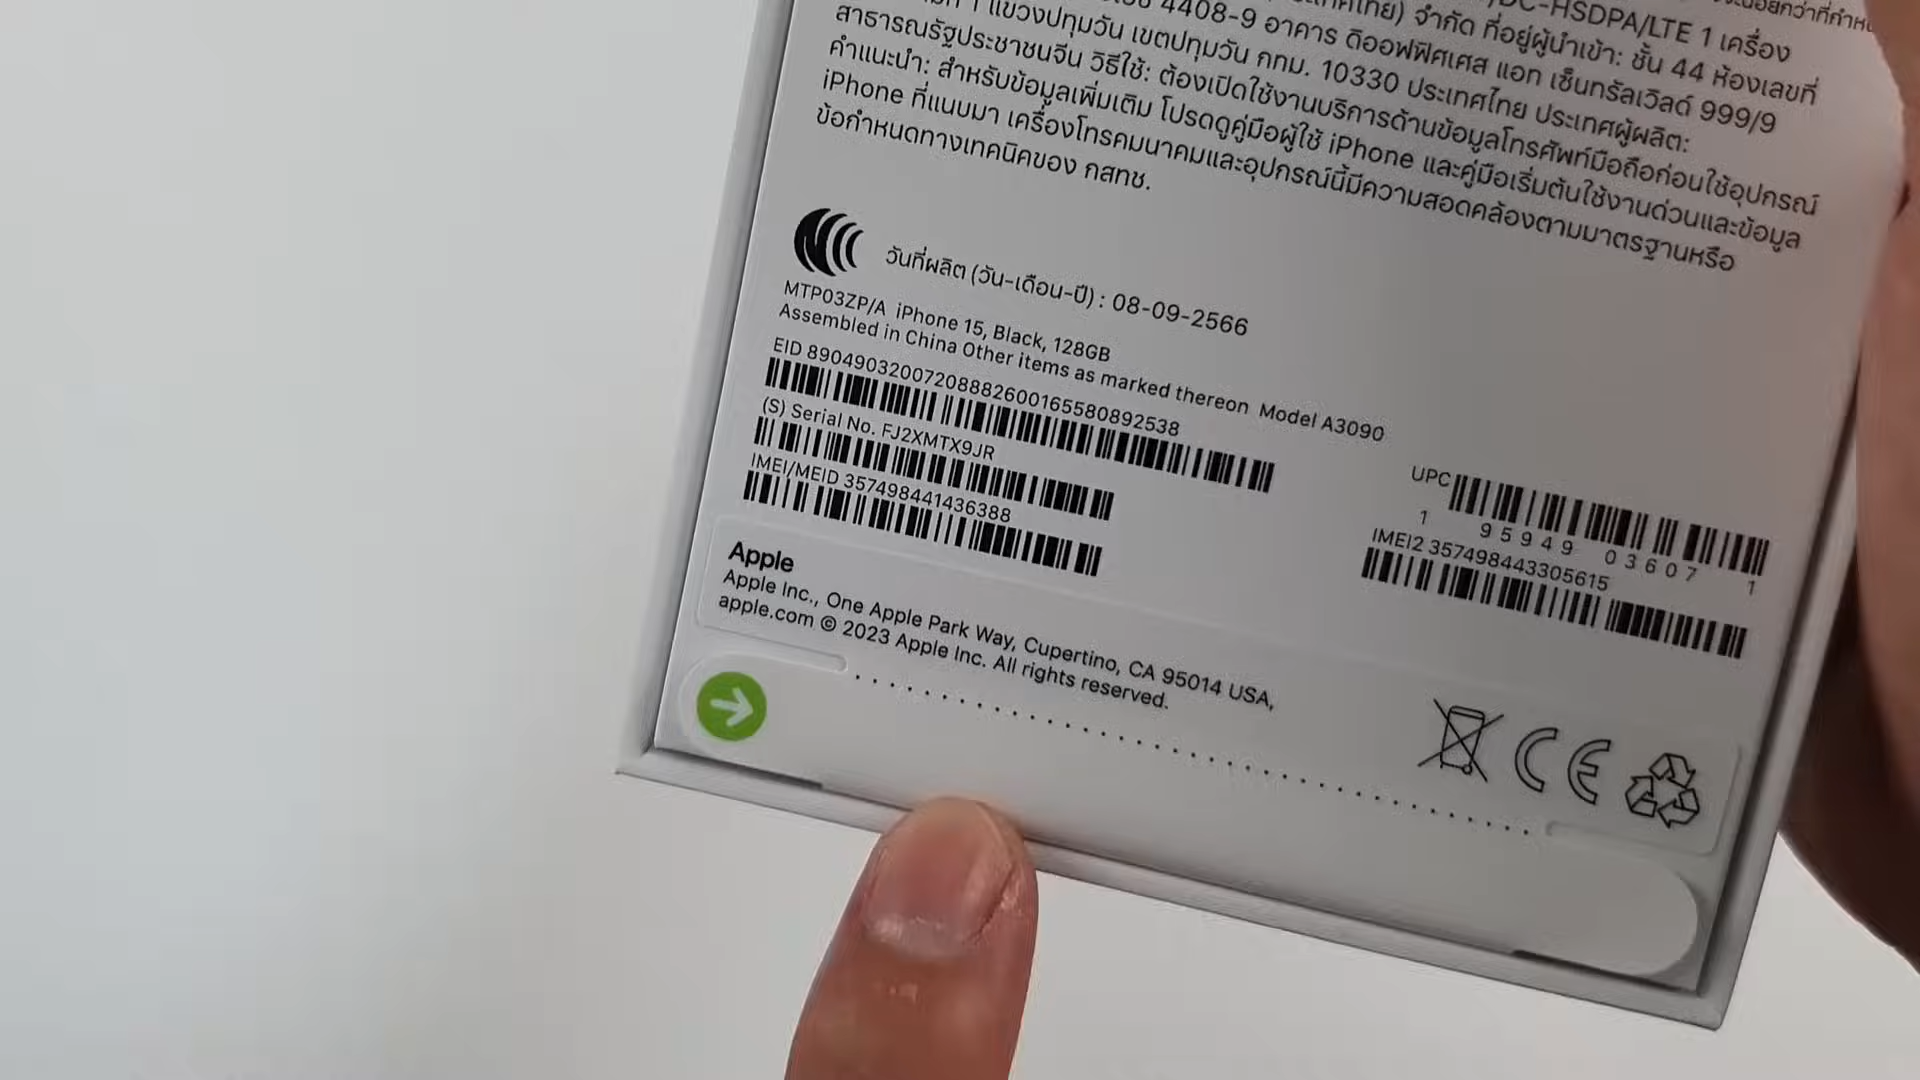 /DC-HSDPA/LTE 1 เครื่อง
4408-9 อาคาร ดิออฟฟิศเศส แอท เซ็นทรัลเวิลด์ 999/9
จำกัด ที่อยู่ผู้นำเข้า: ชั้น 44 ห้องเลขที่
แขวงปทุมวัน เขตปทุมวัน กทม. 10330 ประเทศไทย ประเทศผู้ผลิต:
สาธารณรัฐประชาชนจีน วิธีใช้: ต้องเปิดใช้งานบริการด้านข้อมูลโทรศัพท์มือถือก่อนใช้อุปกรณ์
คำแนะนำ: สำหรับข้อมูลเพิ่มเติม โปรดดูคู่มือผู้ใช้ iPhone และคู่มือเริ่มต้นใช้งานด่วนและข้อมูล
iPhone ที่แนบมา เครื่องโทรคมนาคมและอุปกรณ์นี้มีความสอดคล้องตามมาตรฐานหรือ
ข้อกำหนดทางเทคนิคของ กสทช.
วันที่ผลิต (วัน-เดือน-ปี) : 08-09-2566
MTP03ZP/A iPhone 15, Black, 128GB
Assembled in China Other items as marked thereon Model A3090
EID 89049032007208882600165580892538
(S) Serial No. FJ2XMTX9JR
IMEI/MEID 357498441436388
UPC
1 95949 03607 1
IMEI2 357498443305615
Apple
Apple Inc., One Apple Park Way, Cupertino, CA 95014 USA,
apple.com © 2023 Apple Inc. All rights reserved.
CE